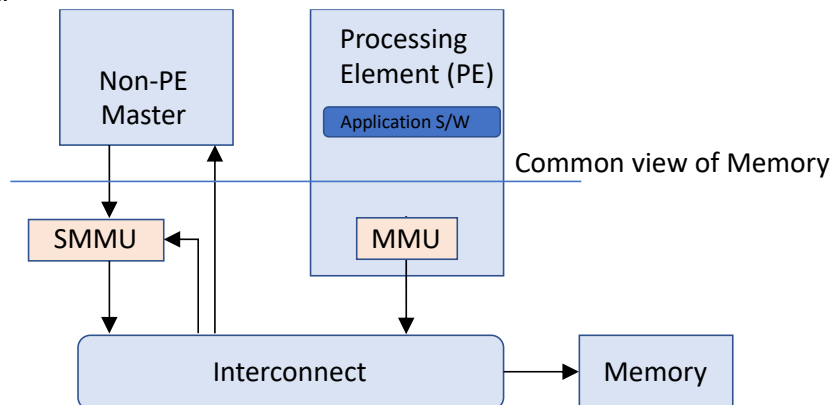 Non-PE
Master
Processing
Element (PE)
Application S/W
Common view of Memory
SMMU
MMU
Interconnect
Memory